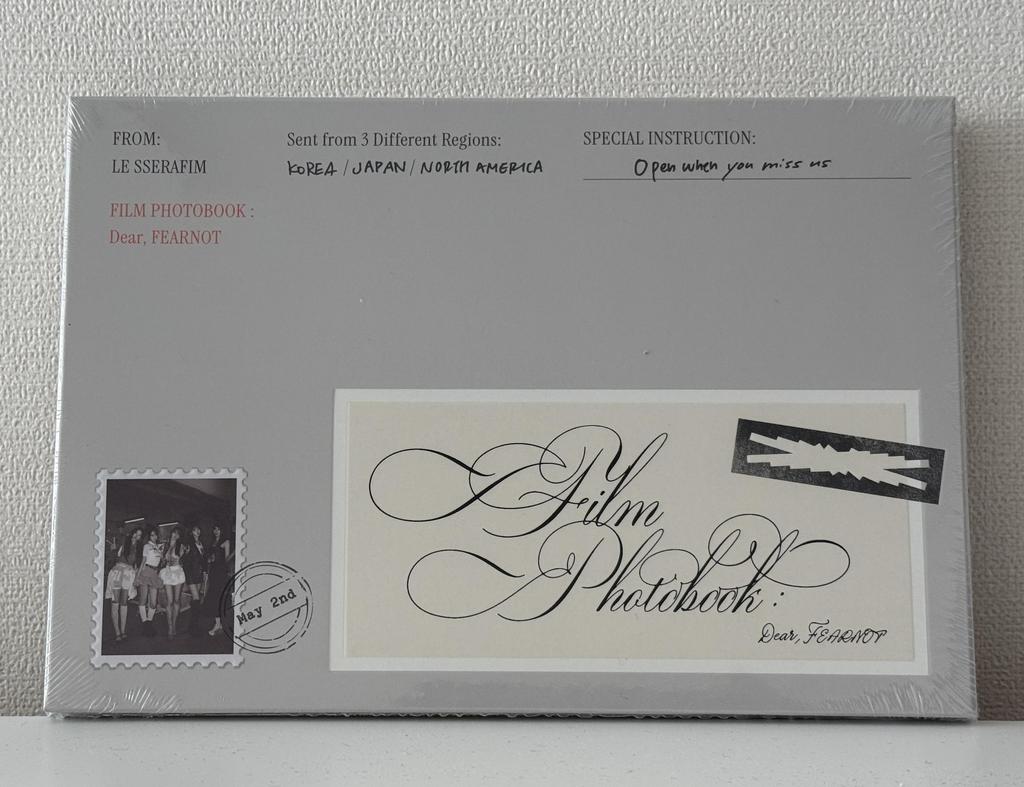 FROM:
LE SSERAFIM
Sent from 3 Different Regions:
KOREA / JAPAN / NORTH AMERICA
SPECIAL INSTRUCTION:
Open when you miss us
FILM PHOTOBOOK :
Dear, FEARNOT
Film
Photobook :
Dear, FEARNOT
May 2nd